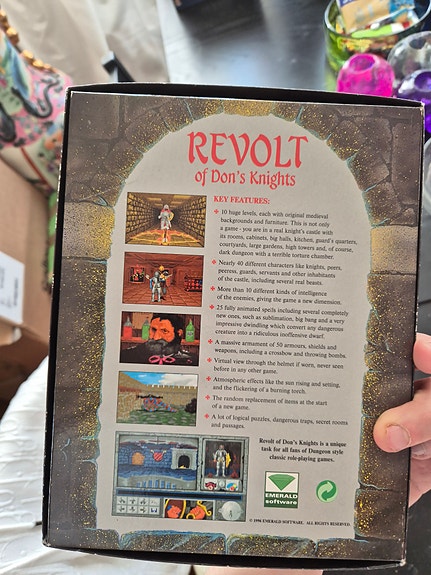 REVOLT
of Don's Knights
KEY FEATURES:
10 huge levels, each with original medieval
backgrounds and furniture. This is not only
a game - you are in a real knight's castle with
its rooms, cabinets, big halls, kitchen, guard's quarters,
courtyards, large gardens, high towers and, of course,
dark dungeon with a terrible torture chamber.
Nearly 40 different characters like knights, peers,
peeress, guards, servants and other inhabitants
of the castle, including several real beasts.
More than 10 different kinds of intelligence
of the enemies, giving the game a new dimension.
25 fully animated spels including several completely
new ones, such as sublimation, big bang and a very
impressive dwindling which convert any dangerous
creature into a ridiculous inoffensive dwarf.
A massive armament of 50 armours, shields and
weapons, including a crossbow and throwing bombs.
Virtual view through the helmet if worn, never seen
before in any other game.
Atmospheric effects like the sun rising and setting,
and the flickering of a burning torch.
The random replacement of items at the start
of a new game.
A lot of logical puzzles, dangerous traps, secret rooms
and passages.
Revolt of Don's Knights is a unique
task for all fans of Dungeon style
classic role-playing games.
EMERALD
software
© 1996 EMERALD SOFTWARE. ALL RIGHTS RESERVED.